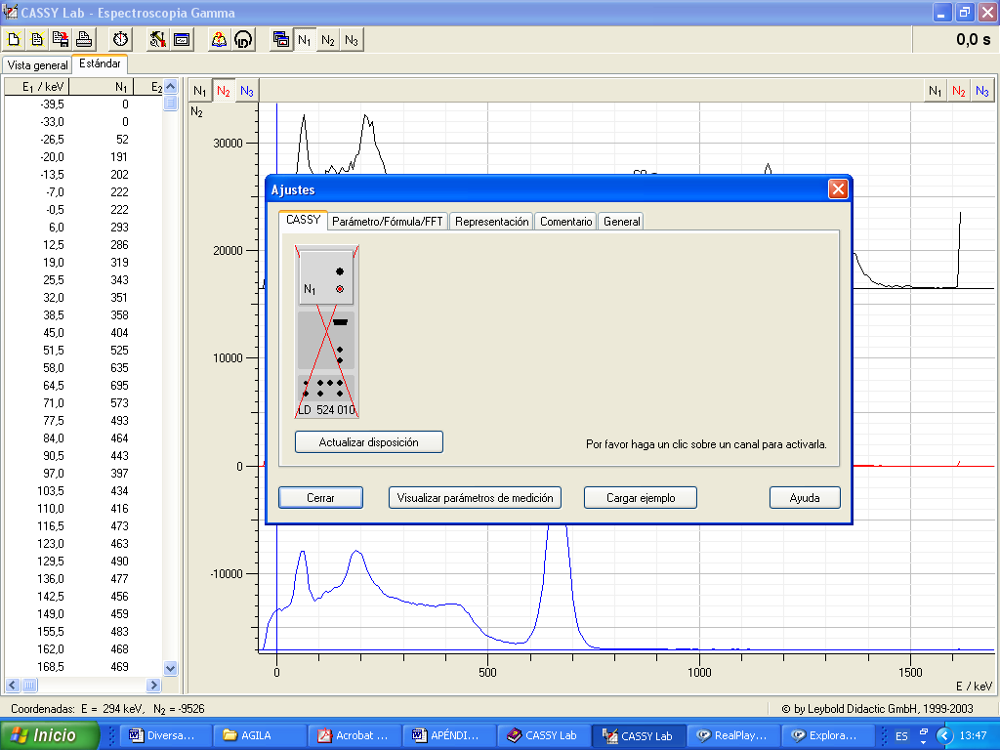 CASSY Lab - Espectroscopia Gamma
N1 N2 N3
0,0 s
Vista general Estándar
E1 / keV N1 E2
-39,5 0
-33,0 0
-26,5 52
-20,0 191
-13,5 202
-7,0 222
-0,5 222
6,0 293
12,5 286
19,0 319
25,5 343
32,0 351
38,5 358
45,0 404
51,5 525
58,0 635
64,5 695
71,0 573
77,5 493
84,0 464
90,5 443
97,0 397
103,5 434
110,0 416
116,5 473
123,0 463
129,5 490
136,0 477
142,5 456
149,0 459
155,5 483
162,0 468
168,5 469
N1 N2 N3
N1 N2 N3
N2
30000
20000
10000
0
-10000
0 500 1000 1500
E / keV
Ajustes
CASSY Parámetro/Fórmula/FFT Representación Comentario General
N1
LD 524 010
Actualizar disposición
Por favor haga un clic sobre un canal para activarla.
Cerrar Visualizar parámetros de medición Cargar ejemplo Ayuda
Coordenadas: E = 294 keV, N2 = -9526
© by Leybold Didactic GmbH, 1999-2003
Inicio Diversa... AGILA Acrobat ... APÉNDI... CASSY Lab CASSY Lab RealPlay... Explora... ES 13:47